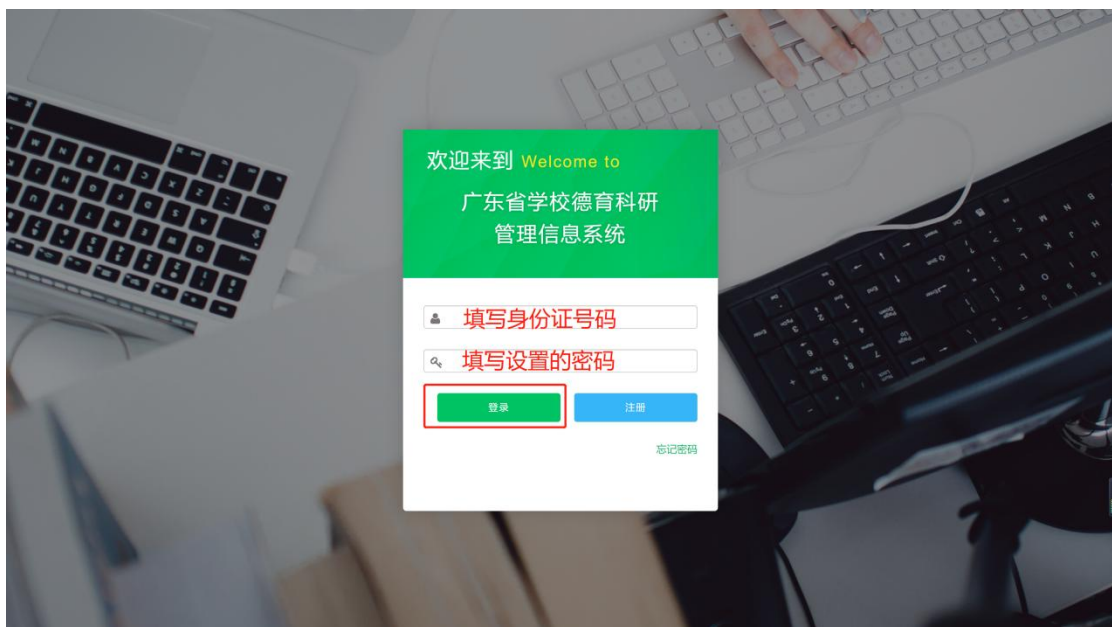 欢迎来到 Welcome to
广东省学校德育科研
管理信息系统
填写身份证号码
填写设置的密码
登录 注册
忘记密码